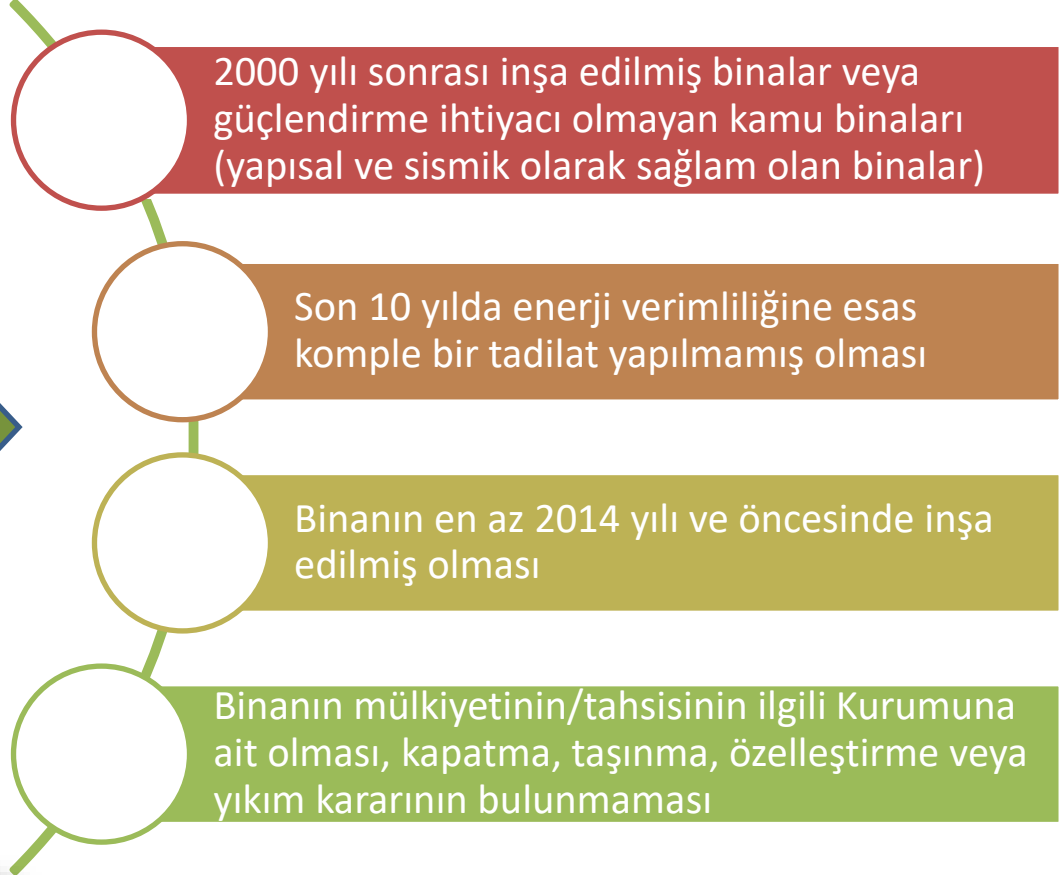 2000 yılı sonrası inşa edilmiş binalar veya
güçlendirme ihtiyacı olmayan kamu binaları
(yapısal ve sismik olarak sağlam olan binalar)
Son 10 yılda enerji verimliliğine esas
komple bir tadilat yapılmamış olması
Binanın en az 2014 yılı ve öncesinde inşa
edilmiş olması
Binanın mülkiyetinin/tahsisinin ilgili Kurumuna
ait olması, kapatma, taşınma, özelleştirme veya
yıkım kararının bulunmaması